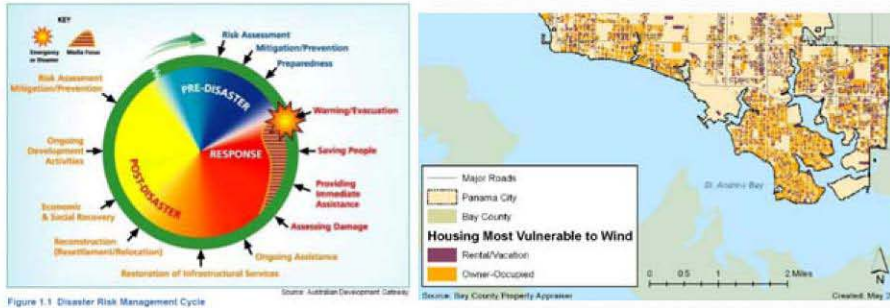 KEY
Emergency
or Disaster
Media Focus
Risk Assessment
Mitigation/Prevention
Preparedness
Risk Assessment
Mitigation/Prevention
PRE-DISASTER
Warning/Evacuation
Ongoing
Development
Activities
RESPONSE
Saving People
POST-DISASTER
Providing
Immediate
Assistance
Economic
& Social Recovery
Assessing Damage
Reconstruction
(Resettlement/Relocation)
Ongoing Assistance
Restoration of Infrastructural Services
Source: Australian Development Gateway
Figure 1.1 Disaster Risk Management Cycle
St. Andrew Bay
Major Roads
Panama City
Bay County
Housing Most Vulnerable to Wind
Rental/Vacation
Owner-Occupied
0 0.5 1 2 Miles
N
Source: Bay County Property Appraiser
Created: May